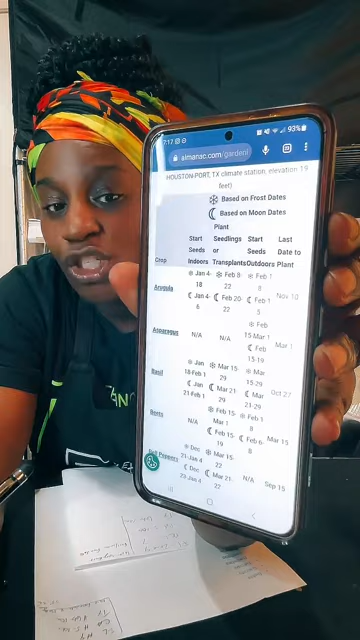 7:17
93%
almanac.com/gardeni
HOUSTON-PORT, TX climate station, elevation 19
feet)
Based on Frost Dates
Based on Moon Dates
Crop
Start Seeds Indoors
Plant Seedlings or Transplants
Start Seeds Outdoors
Last Date to Plant
Arugula
Jan 4-18
Feb 8-22
Feb 1
8
Nov 10
Jan 4-6
Feb 20-22
Feb 1
5
Asparagus
N/A
N/A
Feb 15-Mar 1
Mar 1
Feb 15-19
Basil
Jan 18-Feb 1
Mar 15-29
Mar 15-29
Oct 27
Jan 21-Feb 1
Mar 21-29
Mar 21-29
Beets
N/A
Feb 15-Mar 1
Feb 1
8
Mar 15
Feb 15-19
Feb 6-8
Bell Peppers
Dec 21-Jan 4
Mar 15-22
N/A
Sep 15
Dec 23-Jan 4
Mar 21-22